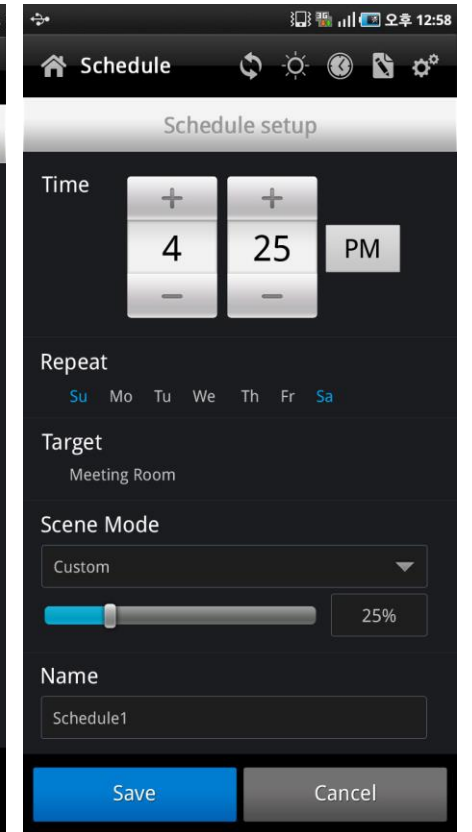 3G 오후 12:58
Schedule
Schedule setup
Time
+ +
4 25 PM
− −
Repeat
Su Mo Tu We Th Fr Sa
Target
Meeting Room
Scene Mode
Custom
25%
Name
Schedule1
Save Cancel